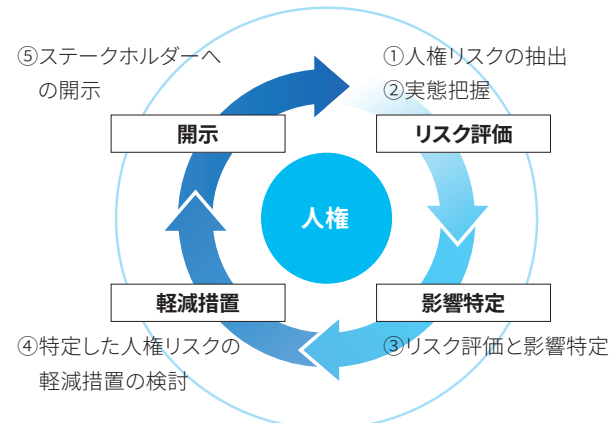 ⑤ステークホルダーへ
の開示
①人権リスクの抽出
②実態把握
開示
リスク評価
人権
軽減措置
影響特定
④特定した人権リスクの
軽減措置の検討
③リスク評価と影響特定